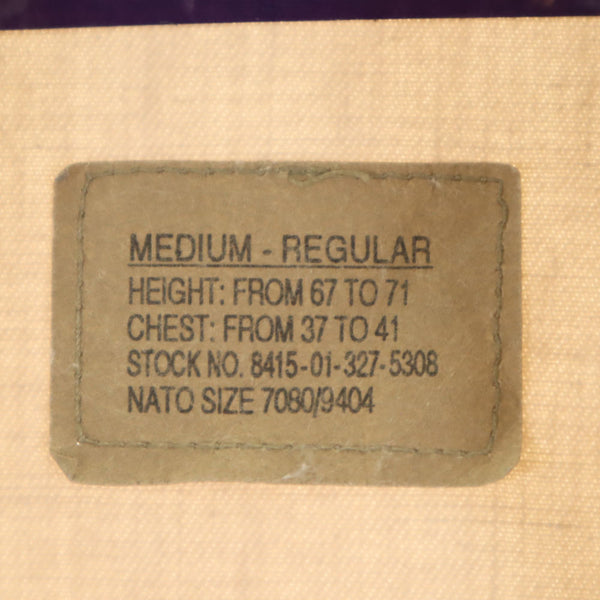 MEDIUM - REGULAR
HEIGHT: FROM 67 TO 71
CHEST: FROM 37 TO 41
STOCK NO. 8415-01-327-5308
NATO SIZE 7080/9404